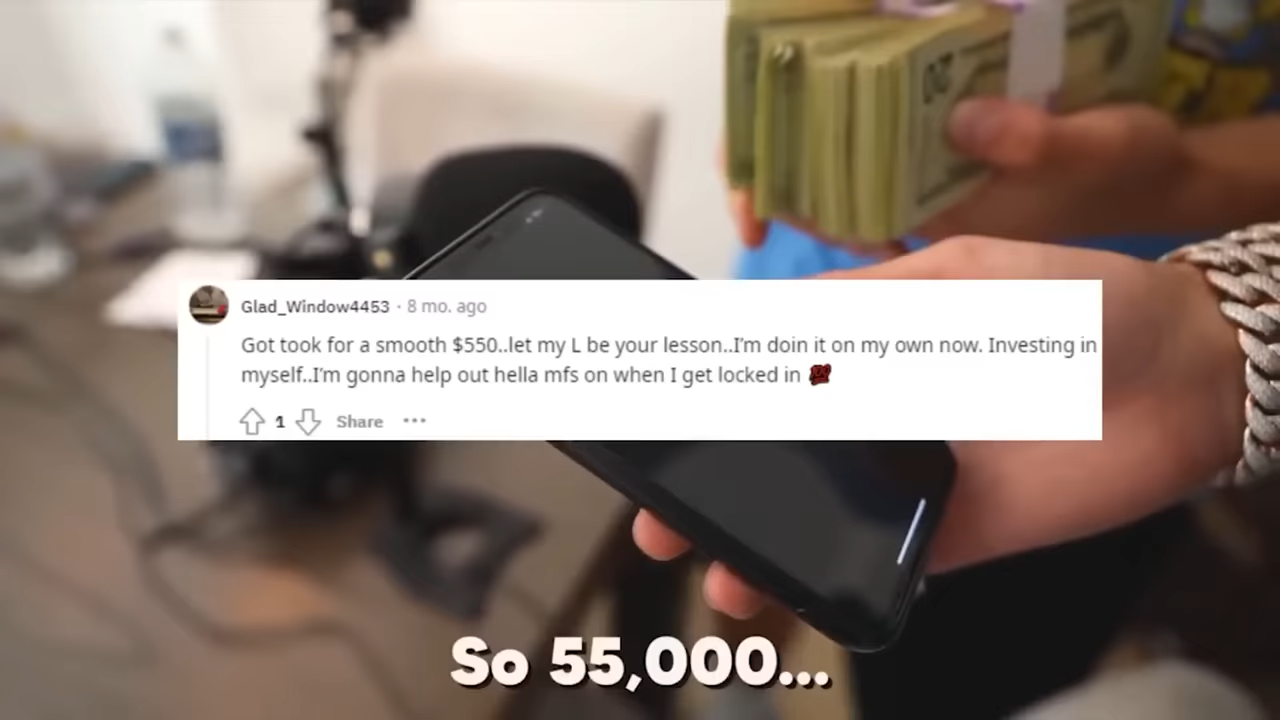 20
Glad_Window4453 · 8 mo. ago
Got took for a smooth $550..let my L be your lesson..I'm doin it on my own now. Investing in
myself..I'm gonna help out hella mfs on when I get locked in 💯
1 Share ···
So 55,000...